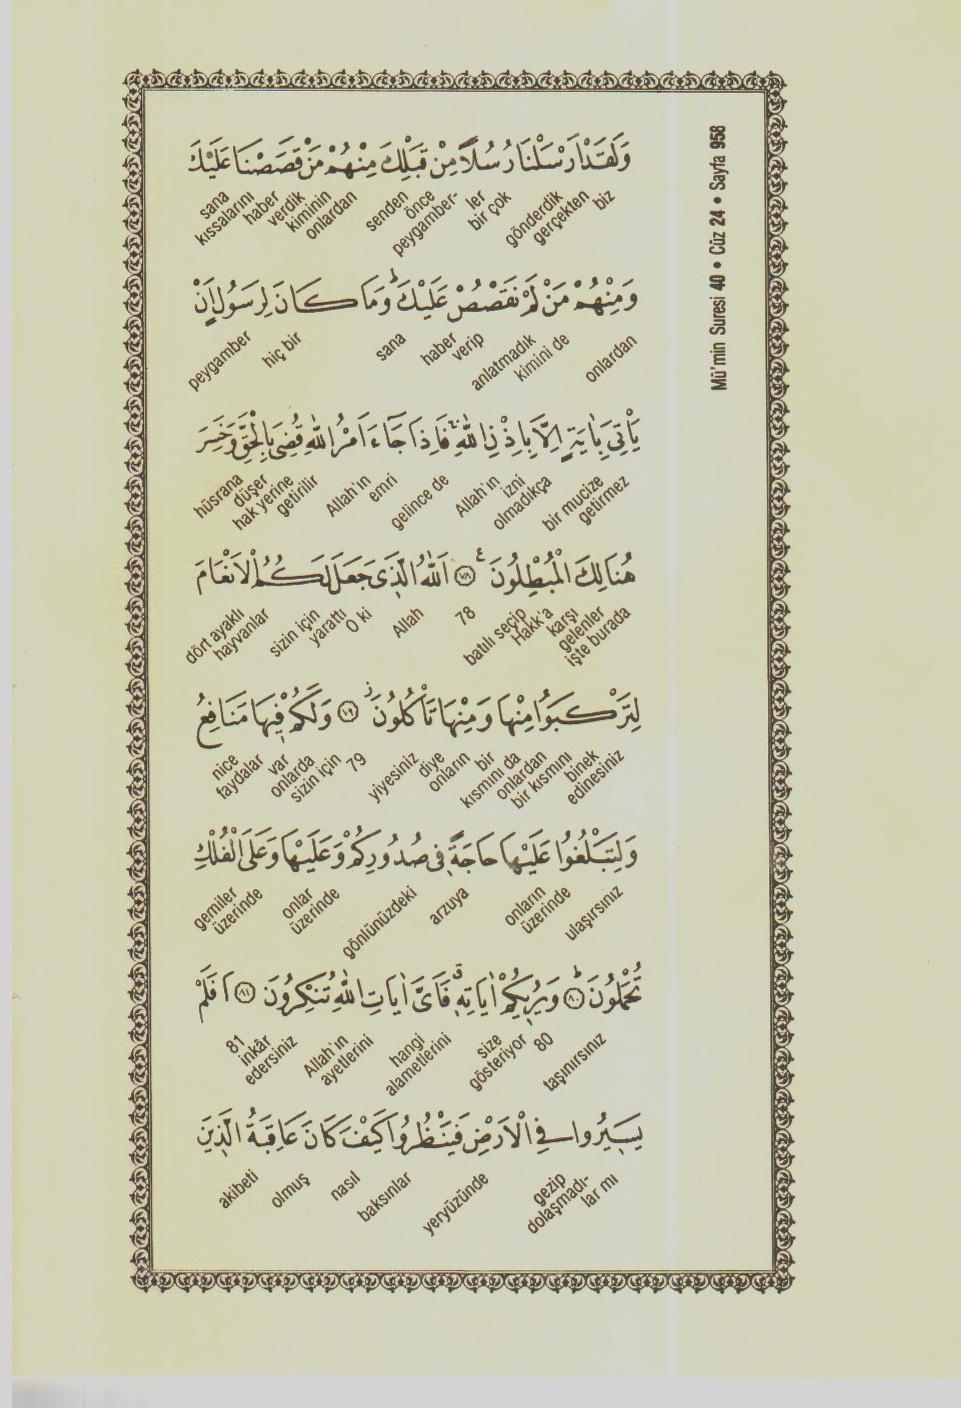 Mü'min Suresi 40 • Cüz 24 • Sayfa 958
وَلَقَدْ اَرْسَلْنَا رُسُلًا مِنْ قَبْلِكَ مِنْهُمْ مَنْ قَصَصْنَا عَلَيْكَ
biz gerçekten gönderdik bir çok peygamber-ler önce senden onlardan kiminin verdik haber kıssalarını sana
وَمِنْهُمْ مَنْ لَمْ نَقْصُصْ عَلَيْكَ وَمَا كَانَ لِرَسُولٍ اَنْ
onlardan kimini de anlatmadık verip haber sana hiç bir peygamber
يَأْتِيَ بِاٰيَةٍ اِلَّا بِاِذْنِ اللّٰهِ فَاِذَا جَٓاءَ اَمْرُ اللّٰهِ قُضِيَ بِالْحَقِّ وَخَسِرَ
getirmez bir mucize olmadıkça izni Allah'ın gelince de emri Allah'ın getirilir hak yerine düşer hüsrana
هُنَالِكَ الْمُبْطِلُونَ ﴿٧٨﴾ اَللّٰهُ الَّذ۪ي جَعَلَ لَكُمُ الْاَنْعَامَ
işte burada gelenler karşı Hakk'a batılı seçip 78 Allah O ki yarattı sizin için hayvanlar dört ayaklı
لِتَرْكَبُوا مِنْهَا وَمِنْهَا تَأْكُلُونَ ﴿٧٩﴾ وَلَكُمْ ف۪يهَا مَنَافِعُ
edinesiniz binek bir kısmını onlardan kısmını da bir onların diye yiyesiniz 79 sizin için onlarda var faydalar nice
وَلِتَبْلُغُوا عَلَيْهَا حَاجَةً ف۪ي صُدُورِكُمْ وَعَلَيْهَا وَعَلَى الْفُلْكِ
ulaşırsınız üzerinde onların arzuya gönlünüzdeki üzerinde onlar üzerinde gemiler
تُحْمَلُونَ ﴿٨٠﴾ وَيُر۪يكُمْ اٰيَاتِه۪ فَاَيَّ اٰيَاتِ اللّٰهِ تُنْكِرُونَ ﴿٨١﴾ اَفَلَمْ
taşınırsınız 80 gösteriyor size alametlerini hangi ayetlerini Allah'ın edersiniz inkâr 81
يَس۪يرُوا فِي الْاَرْضِ فَيَنْظُرُوا كَيْفَ كَانَ عَاقِبَةُ الَّذ۪ينَ
gezip dolaşmadı-lar mı yeryüzünde baksınlar nasıl olmuş akibeti